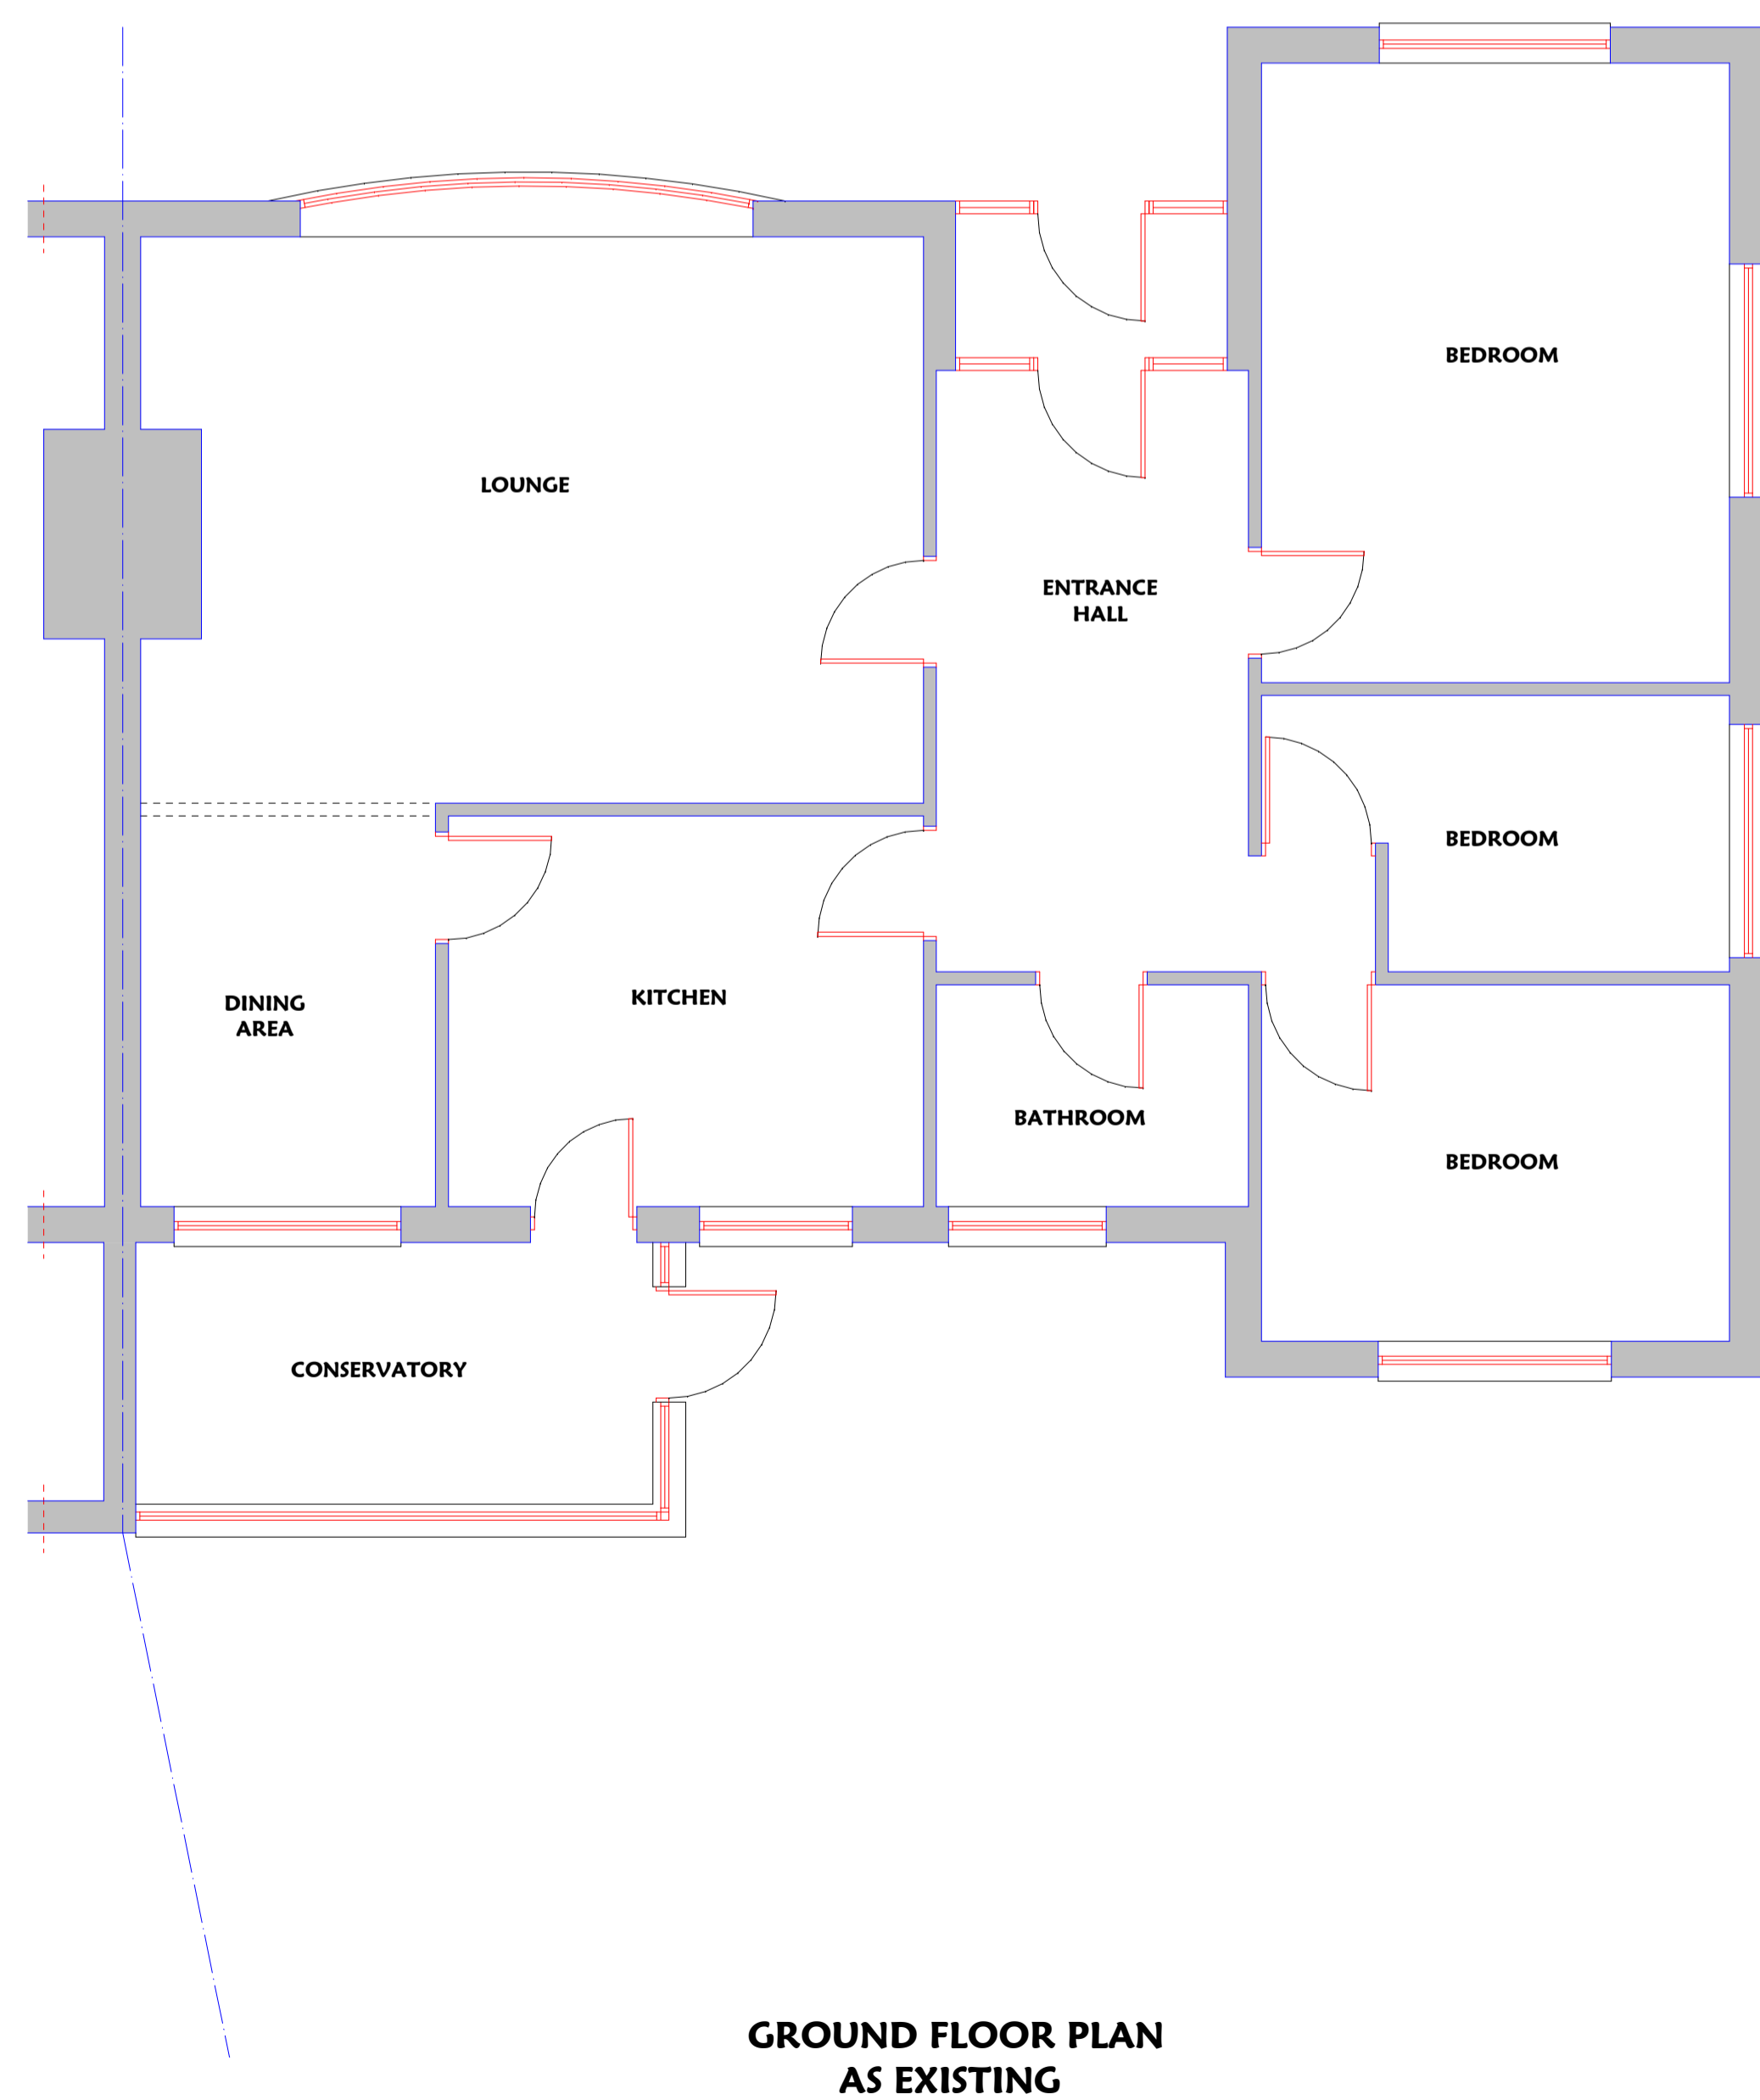 BEDROOM
LOUNGE
ENTRANCE
HALL
BEDROOM
DINING
AREA
KITCHEN
BATHROOM
BEDROOM
CONSERVATORY
GROUND FLOOR PLAN
AS EXISTING